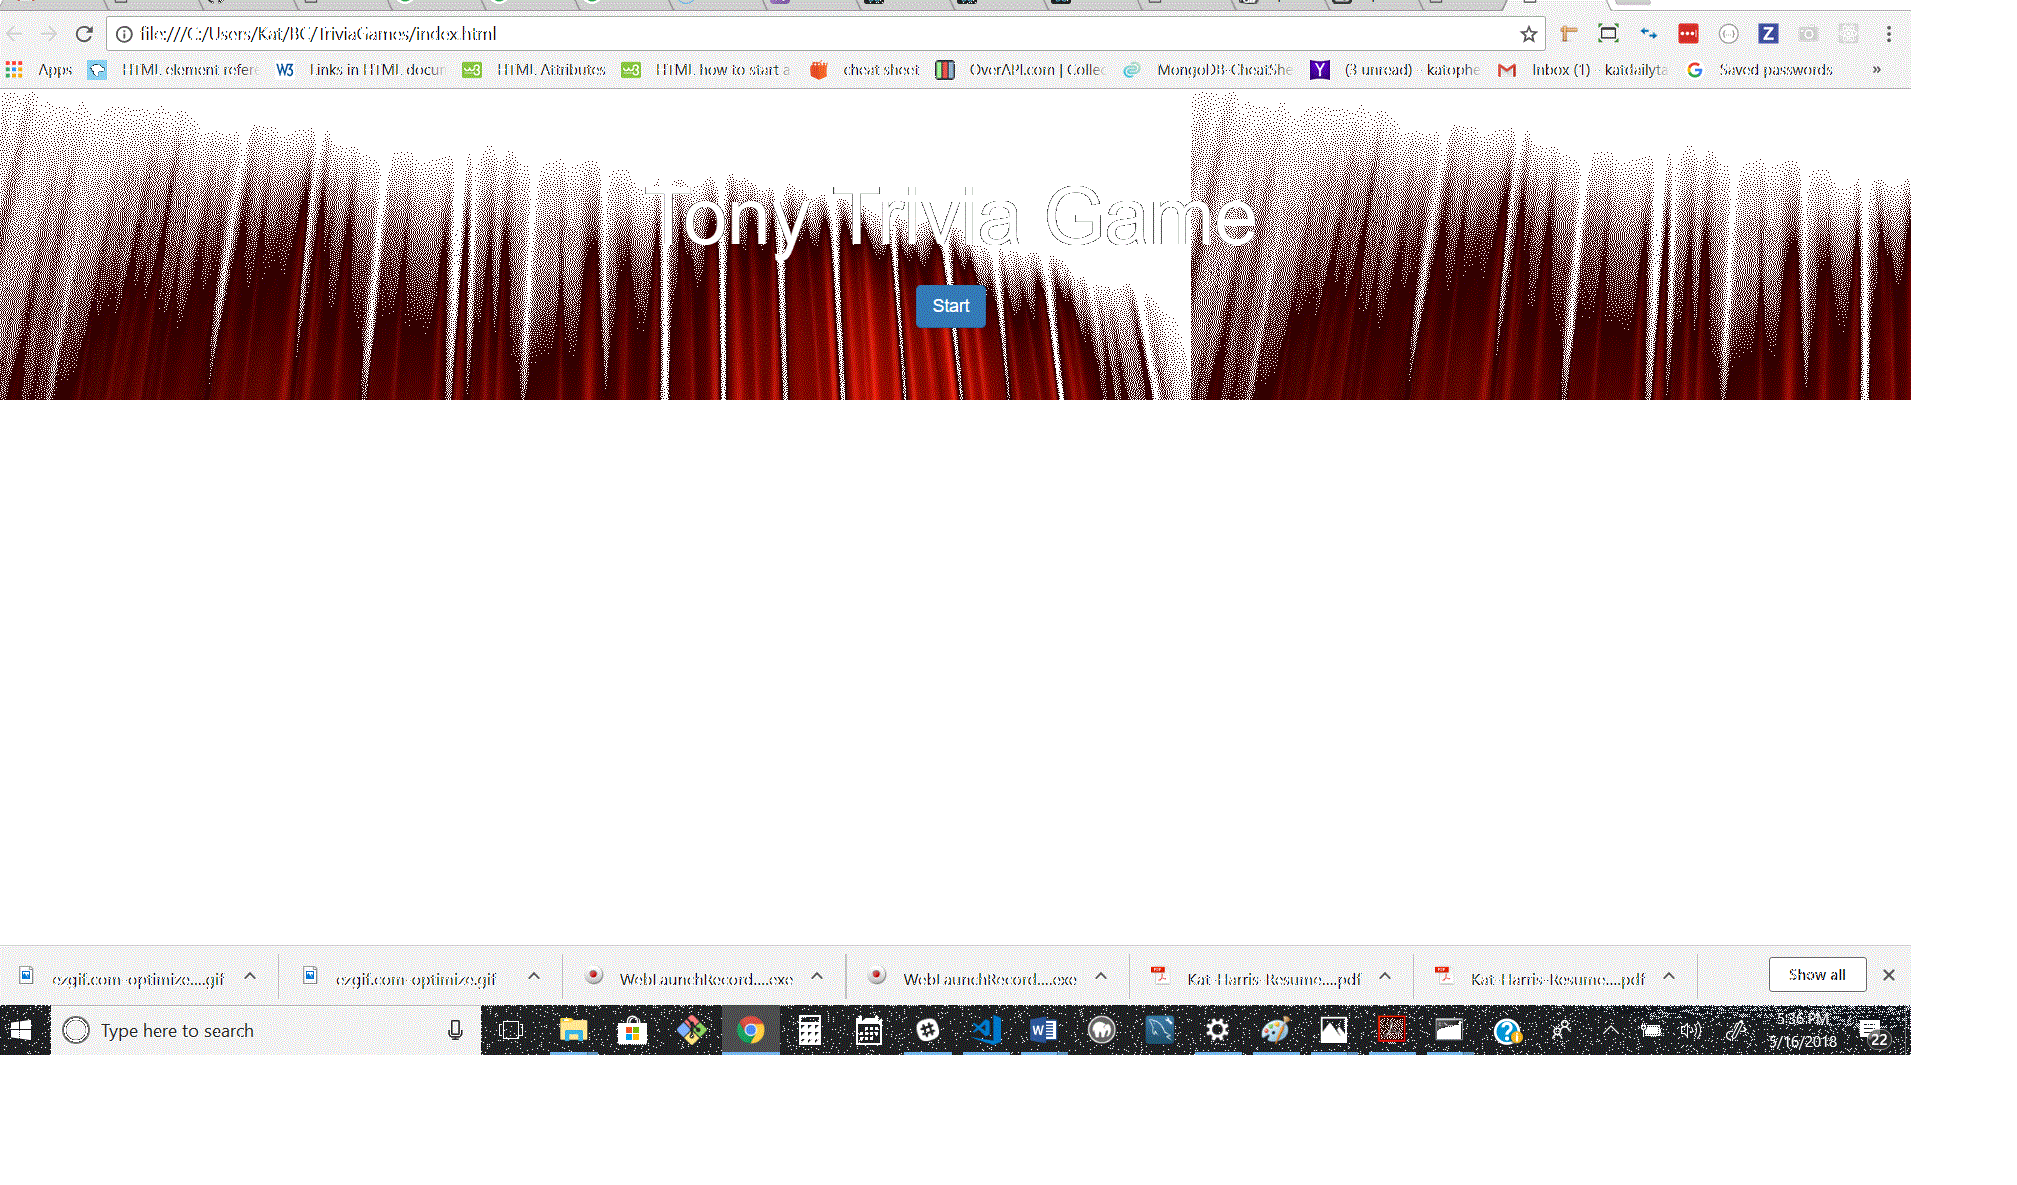 file:///C:/Users/Kat/BC/TriviaGames/index.html
Apps HTML element refere W3 Links in HTML docum HTML Attributes HTML how to start a cheat sheet OverAPI.com | Collec MongoDB-CheatShe (3 unread) - katophe Inbox (1) - katdailyta Saved passwords »
Tony Trivia Game
Start
ezgif.com-optimize....gif ezgif.com-optimize.gif WebLaunchRecord....exe WebLaunchRecord....exe Kat-Harris-Resume....pdf Kat-Harris-Resume....pdf Show all
Type here to search
5:36 PM
5/16/2018
22